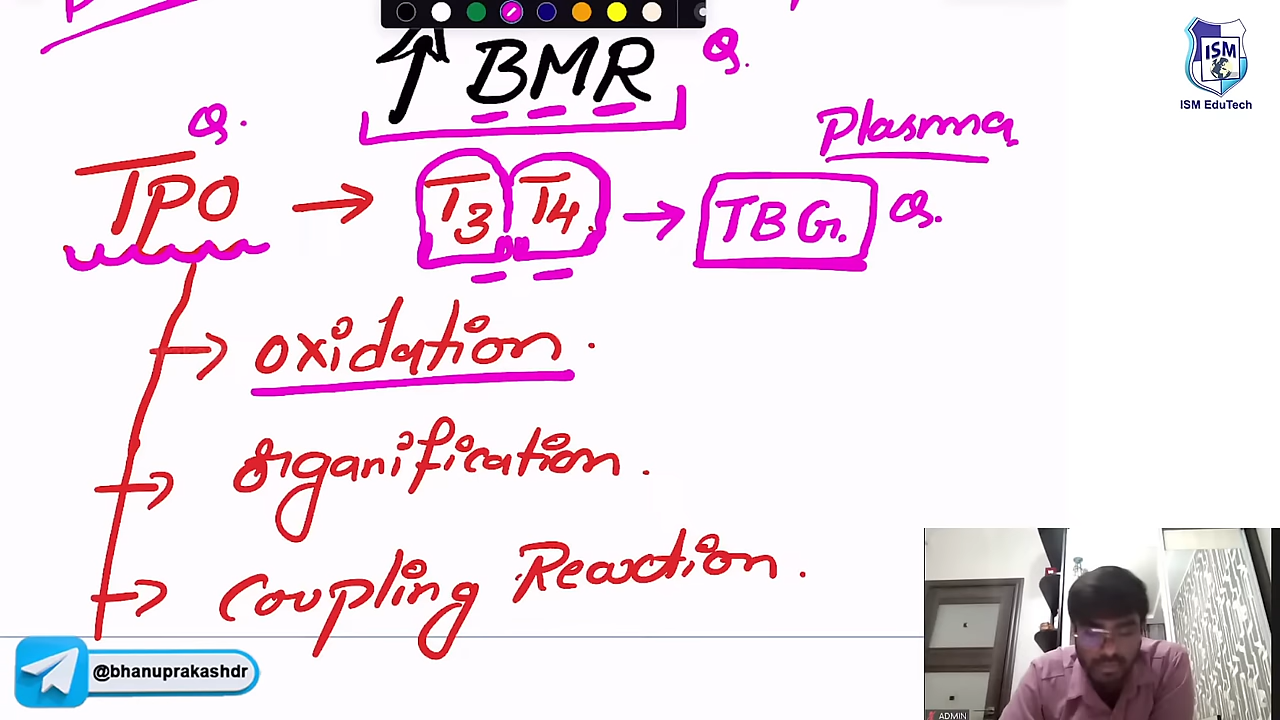 ↑ BMR Q.
ISM
ISM EduTech
Q.
Plasma
TPO → T3 T4. → TBG. Q.
→ oxidation.
→ organification.
→ Coupling Reaction.
@bhanuprakashdr
ADMIN